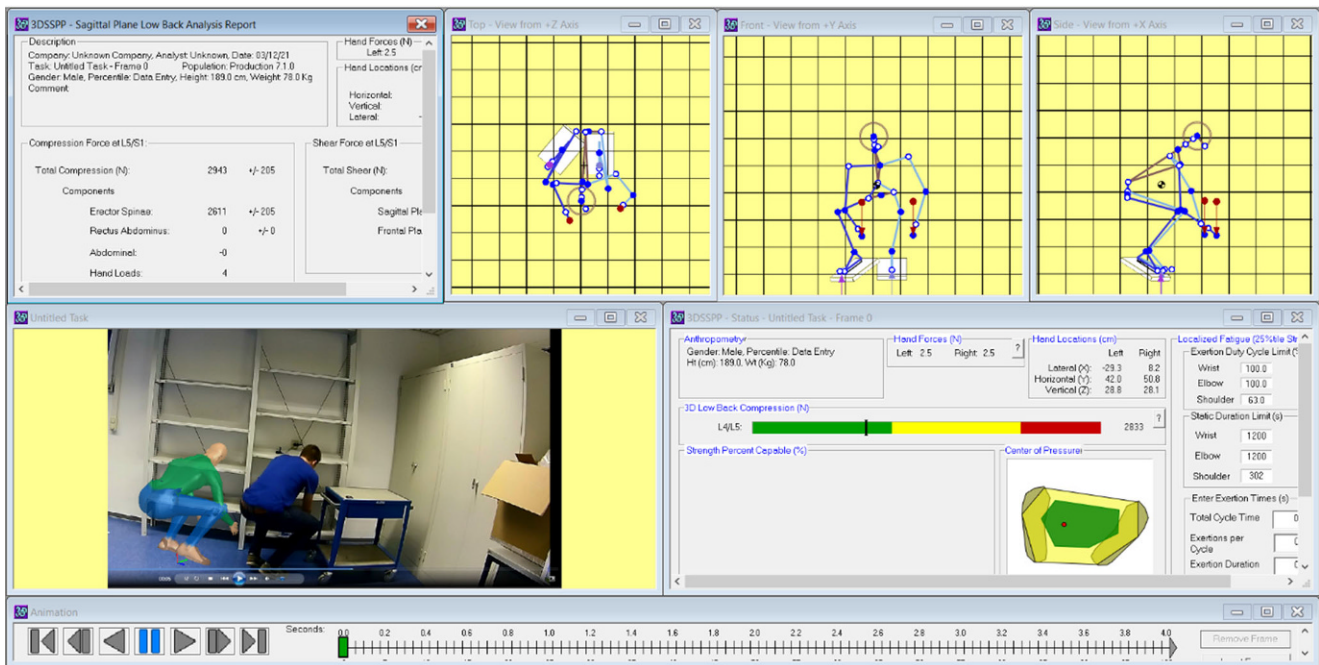 3DSSPP - Sagittal Plane Low Back Analysis Report
Description
Company: Unknown Company, Analyst: Unknown, Date: 03/12/21
Task: Untitled Task - Frame 0 Population: Production 7.1.0
Gender: Male, Percentile: Data Entry, Height: 189.0 cm, Weight: 78.0 Kg
Comment:
Hand Forces (N)
Left: 2.5
Hand Locations (cm
Horizontal:
Vertical:
Lateral: -
Compression Force at L5/S1:
Total Compression (N): 2943 +/- 205
Components
Erector Spinae: 2611 +/- 205
Rectus Abdominus: 0 +/- 0
Abdominal: -0
Hand Loads: 4
Shear Force at L5/S1
Total Shear (N):
Components
Sagittal Pla
Frontal Pla
Top - View from +Z Axis
Front - View from +Y Axis
Side - View from +X Axis
Untitled Task
3DSSPP - Status - Untitled Task - Frame 0
Anthropometry
Gender: Male, Percentile: Data Entry
Ht (cm): 189.0, Wt (Kg): 78.0
Hand Forces (N)
Left: 2.5 Right: 2.5 ?
Hand Locations (cm)
Left Right
Lateral (X): -29.3 8.2
Horizontal (Y): 42.0 50.8
Vertical (Z): 28.8 28.1
3D Low Back Compression (N)
L4/L5: 2833 ?
Strength Percent Capable (%)
Center of Pressure
Localized Fatigue (25%tile Str
Exertion Duty Cycle Limit (%
Wrist 100.0
Elbow 100.0
Shoulder 63.0
Static Duration Limit (s)
Wrist 1200
Elbow 1200
Shoulder 302
Enter Exertion Times (s)
Total Cycle Time 0
Exertions per
Cycle 0
Exertion Duration 0
Animation
Seconds: 0.0 0.2 0.4 0.6 0.8 1.0 1.2 1.4 1.6 1.8 2.0 2.2 2.4 2.6 2.8 3.0 3.2 3.4 3.6 3.8 4.0
Remove Frame